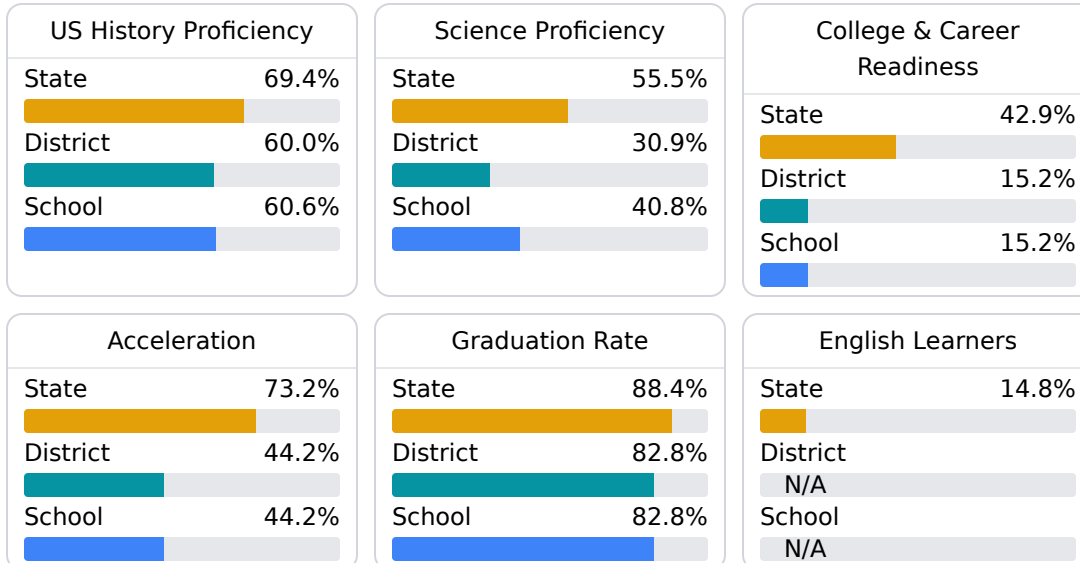 US History Proficiency
State 69.4%
District 60.0%
School 60.6%
Science Proficiency
State 55.5%
District 30.9%
School 40.8%
College & Career
Readiness
State 42.9%
District 15.2%
School 15.2%
Acceleration
State 73.2%
District 44.2%
School 44.2%
Graduation Rate
State 88.4%
District 82.8%
School 82.8%
English Learners
State 14.8%
District
N/A
School
N/A